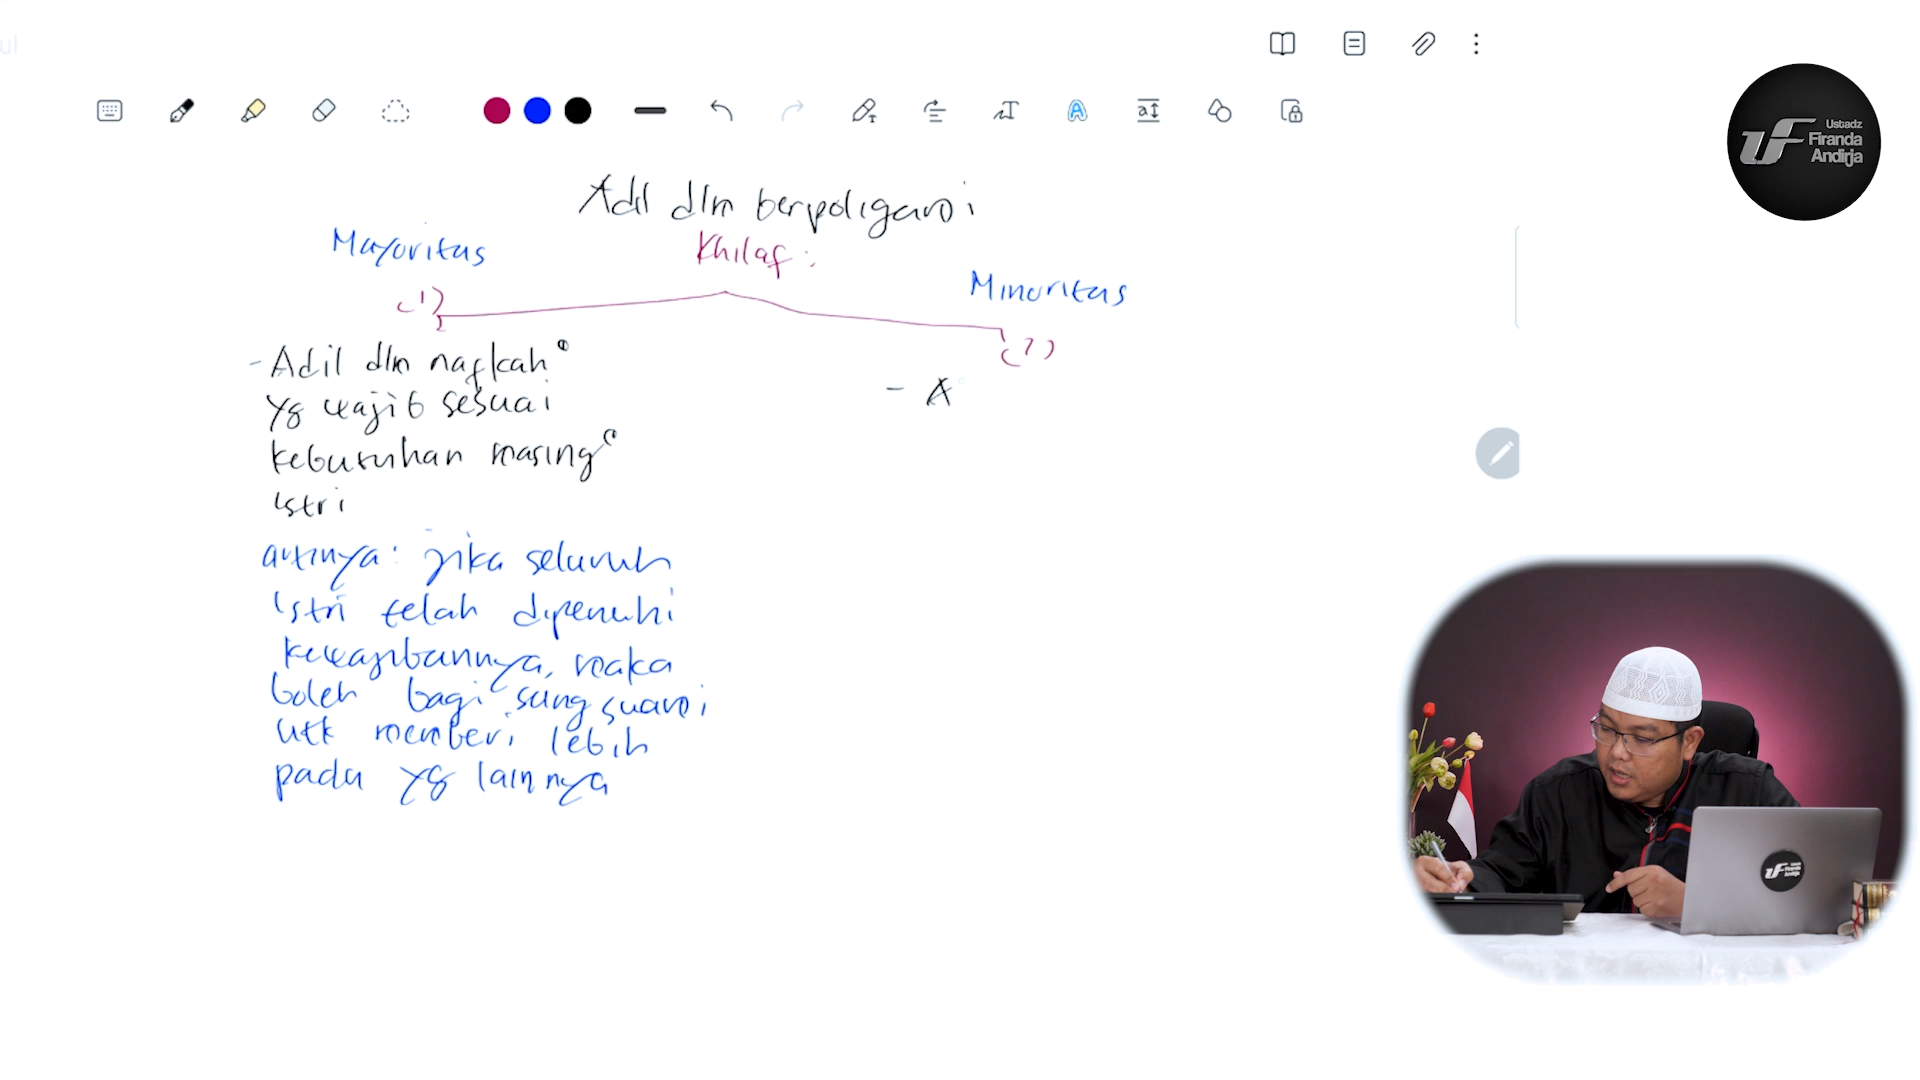 ul
Ustadz
Firanda
Andirja
Adil dlm berpoligami
Khilaf :
Mayoritas
Minoritas
(1)
(2)
- Adil dlm nafkah²
yg wajib sesuai
kebutuhan masing²
istri
artinya: jika seluruh
istri telah dipenuhi
kewajibannya, maka
boleh bagi sang suami
utk memberi lebih
pada yg lainnya
- A